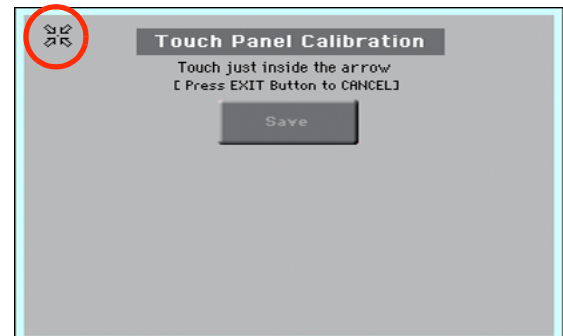 Touch Panel Calibration
Touch just inside the arrow
[ Press EXIT Button to CANCEL]
Save